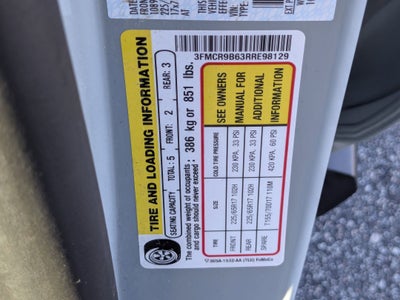 3FMCR9B63RRE98129
TIRE AND LOADING INFORMATION
SEATING CAPACITY TOTAL: 5 FRONT: 2 REAR: 3
The combined weight of occupants
and cargo should never exceed : 386 kg or 851 lbs.
TIRE SIZE COLD TIRE PRESSURE
FRONT 225/65R17 102H 230 KPA, 33 PSI
REAR 225/65R17 102H 230 KPA, 33 PSI
SPARE T155/70D17 110M 420 KPA, 60 PSI
SEE OWNERS
MANUAL FOR
ADDITIONAL
INFORMATION